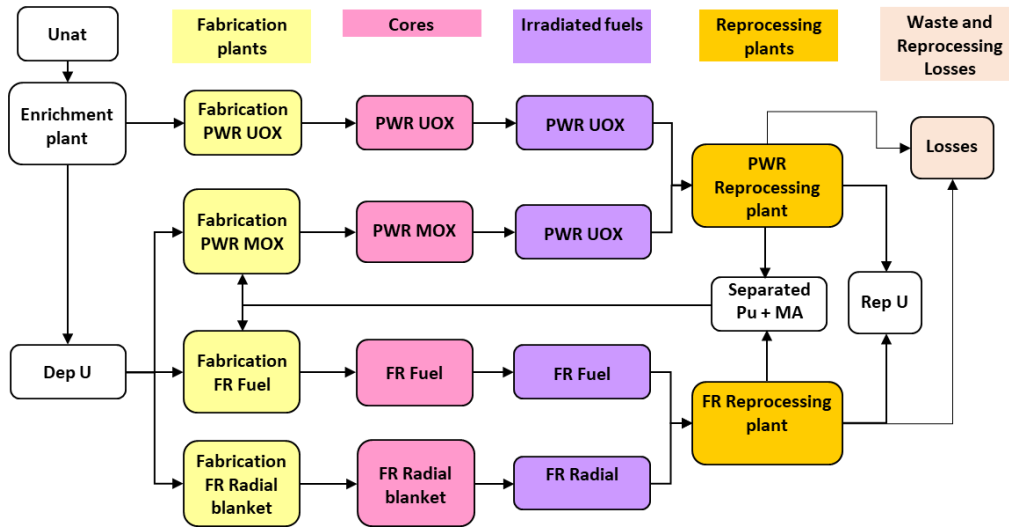 Unat
Fabrication
plants
Cores
Irradiated fuels
Reprocessing
plants
Waste and
Reprocessing
Losses
Enrichment
plant
Fabrication
PWR UOX
PWR UOX
PWR UOX
PWR
Reprocessing
plant
Losses
Fabrication
PWR MOX
PWR MOX
PWR UOX
Separated
Pu + MA
Rep U
Dep U
Fabrication
FR Fuel
FR Fuel
FR Fuel
FR Reprocessing
plant
Fabrication
FR Radial
blanket
FR Radial
blanket
FR Radial